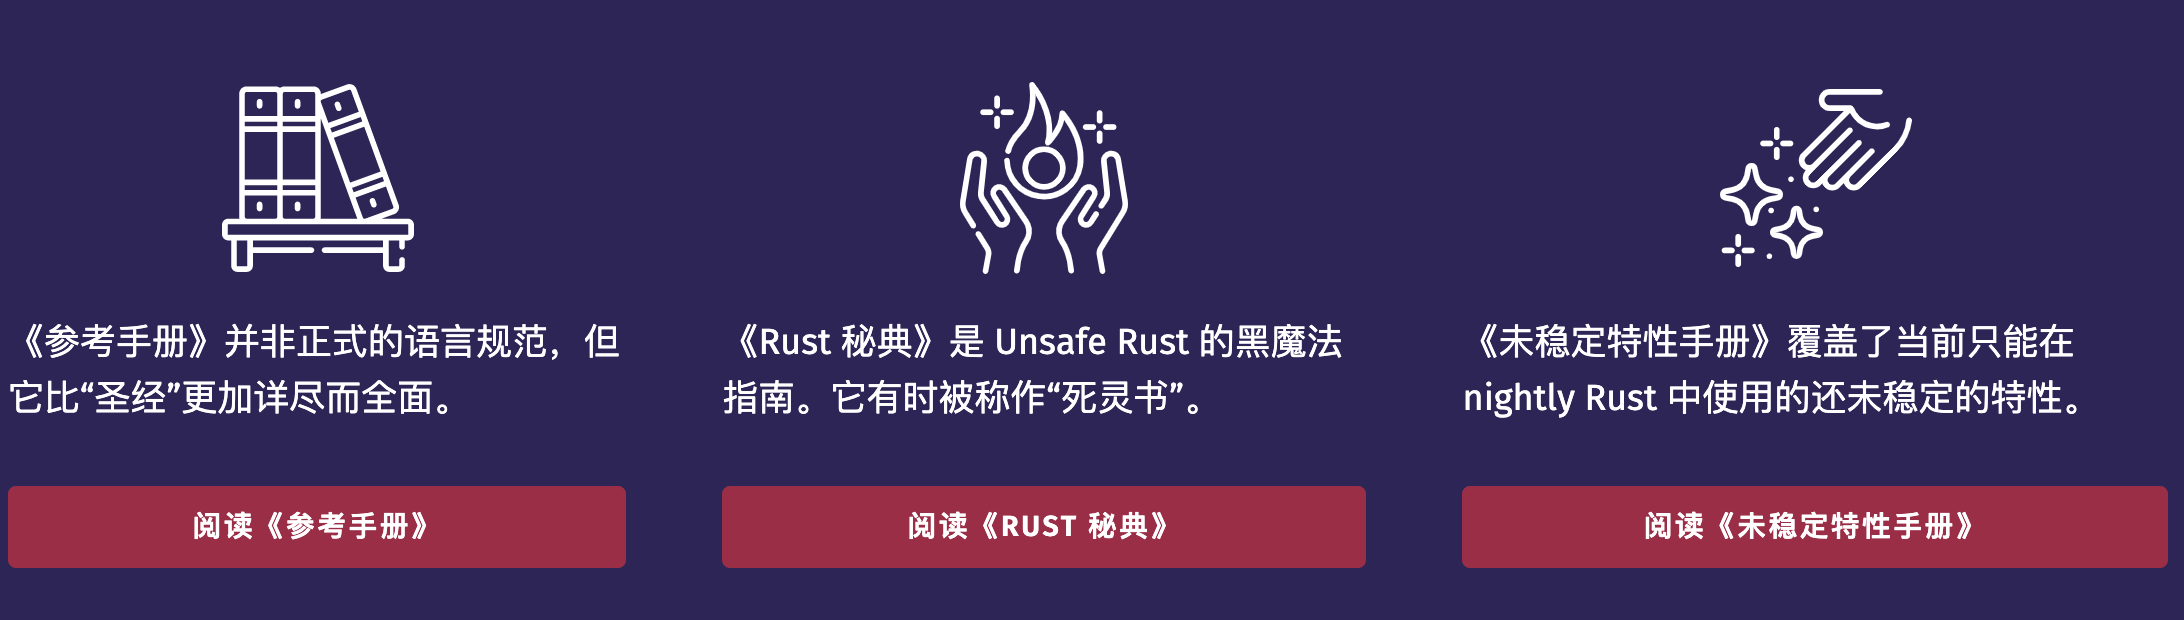 《参考手册》并非正式的语言规范，但
它比“圣经”更加详尽而全面。
阅读《参考手册》
《Rust 秘典》是 Unsafe Rust 的黑魔法
指南。它有时被称作“死灵书”。
阅读《RUST 秘典》
《未稳定特性手册》覆盖了当前只能在
nightly Rust 中使用的还未稳定的特性。
阅读《未稳定特性手册》